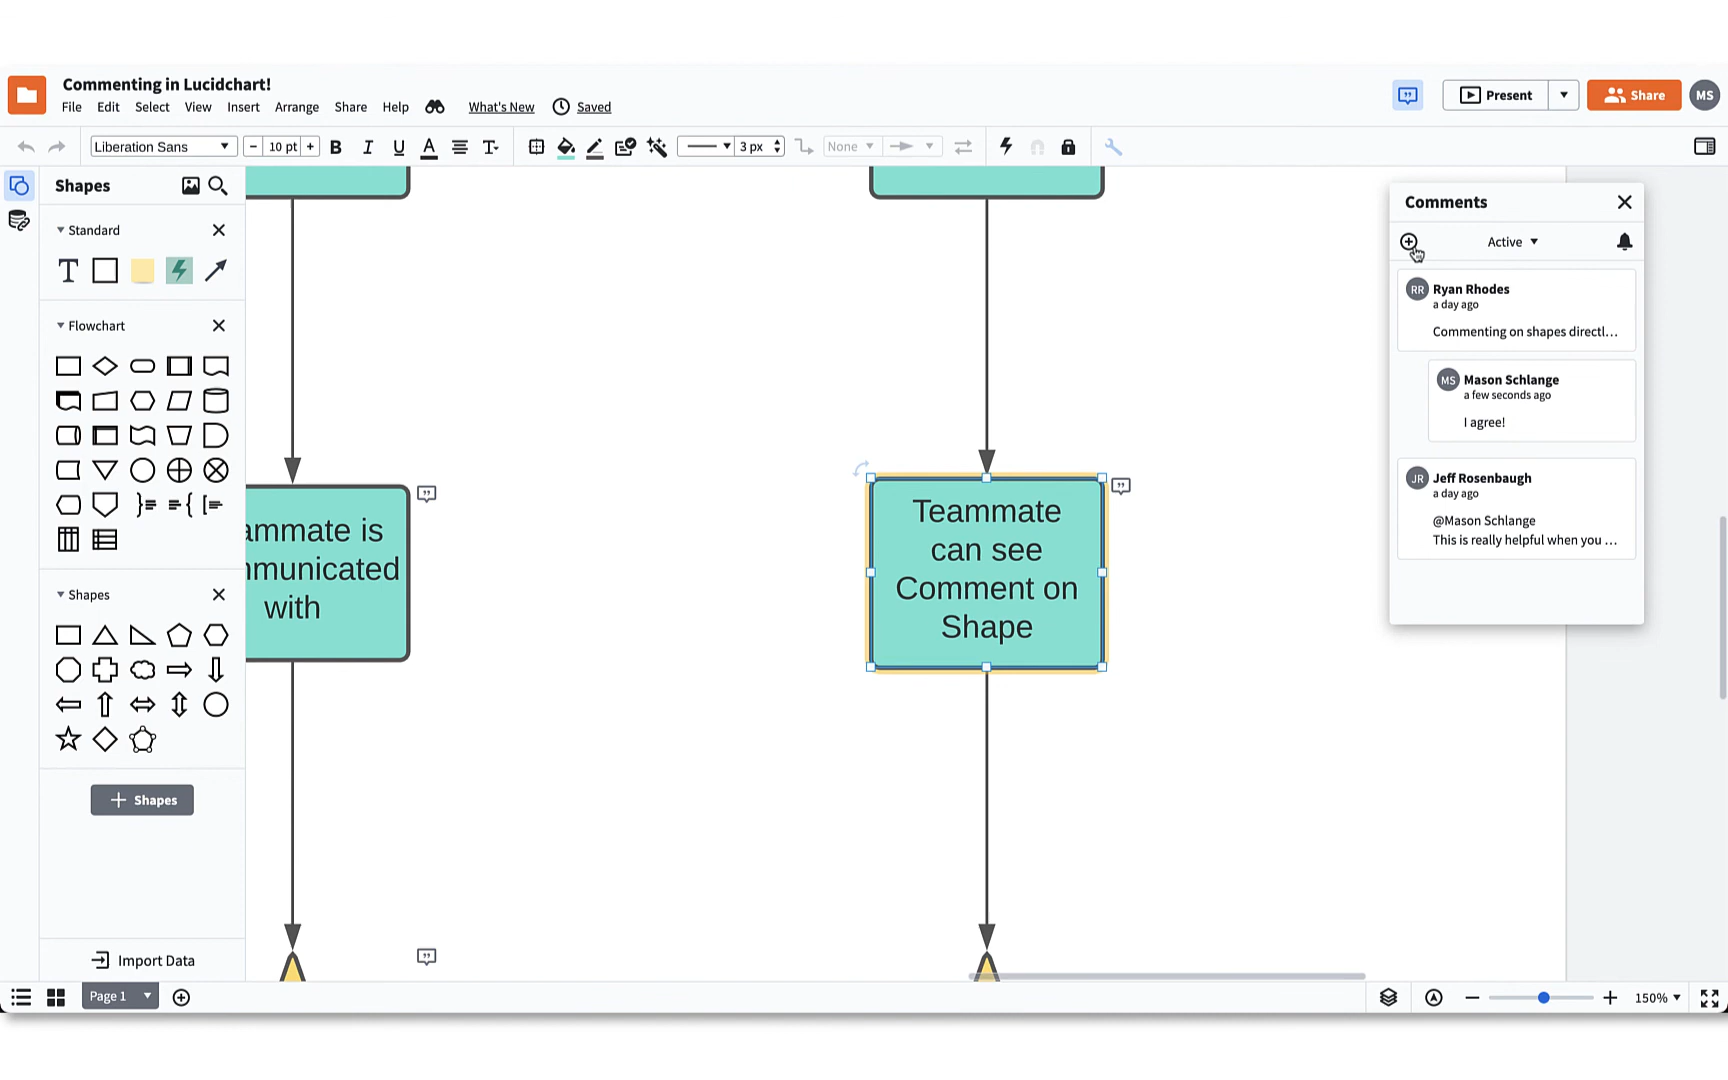 Commenting in Lucidchart!
File Edit Select View Insert Arrange Share Help What's New Saved
Present Share MS
Liberation Sans - 10 pt + B I U A T 3 px None
Shapes
Standard
T
Flowchart
Shapes
+ Shapes
Import Data
ammate is
municated
with
Teammate
can see
Comment on
Shape
Comments
Active
RR Ryan Rhodes
a day ago
Commenting on shapes directl...
MS Mason Schlange
a few seconds ago
I agree!
JR Jeff Rosenbaugh
a day ago
@Mason Schlange
This is really helpful when you ...
Page 1
150%